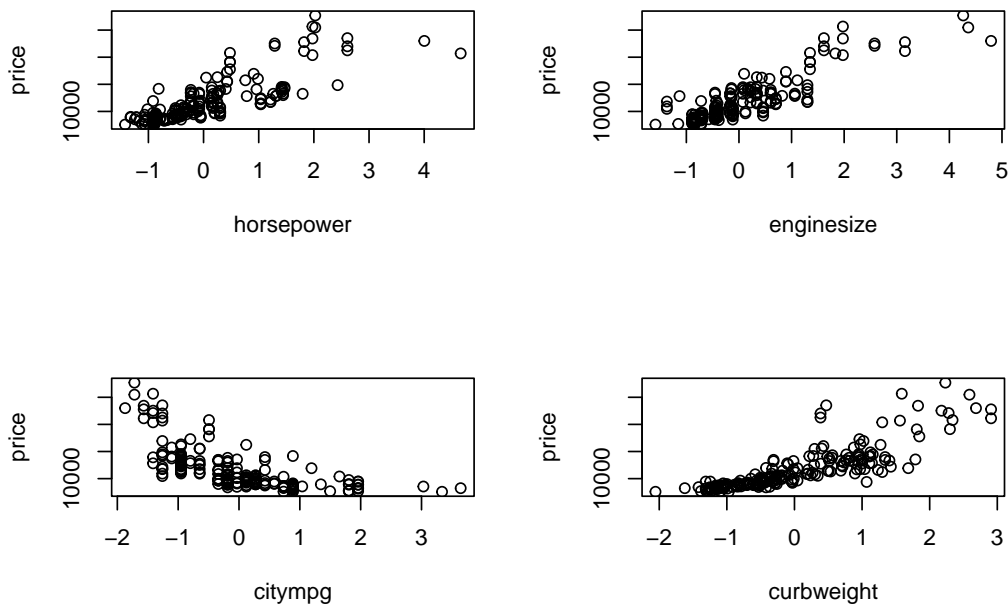 price
10000
−1 0 1 2 3 4
horsepower
price
10000
−1 0 1 2 3 4 5
enginesize
price
10000
−2 −1 0 1 2 3
citympg
price
10000
−2 −1 0 1 2 3
curbweight